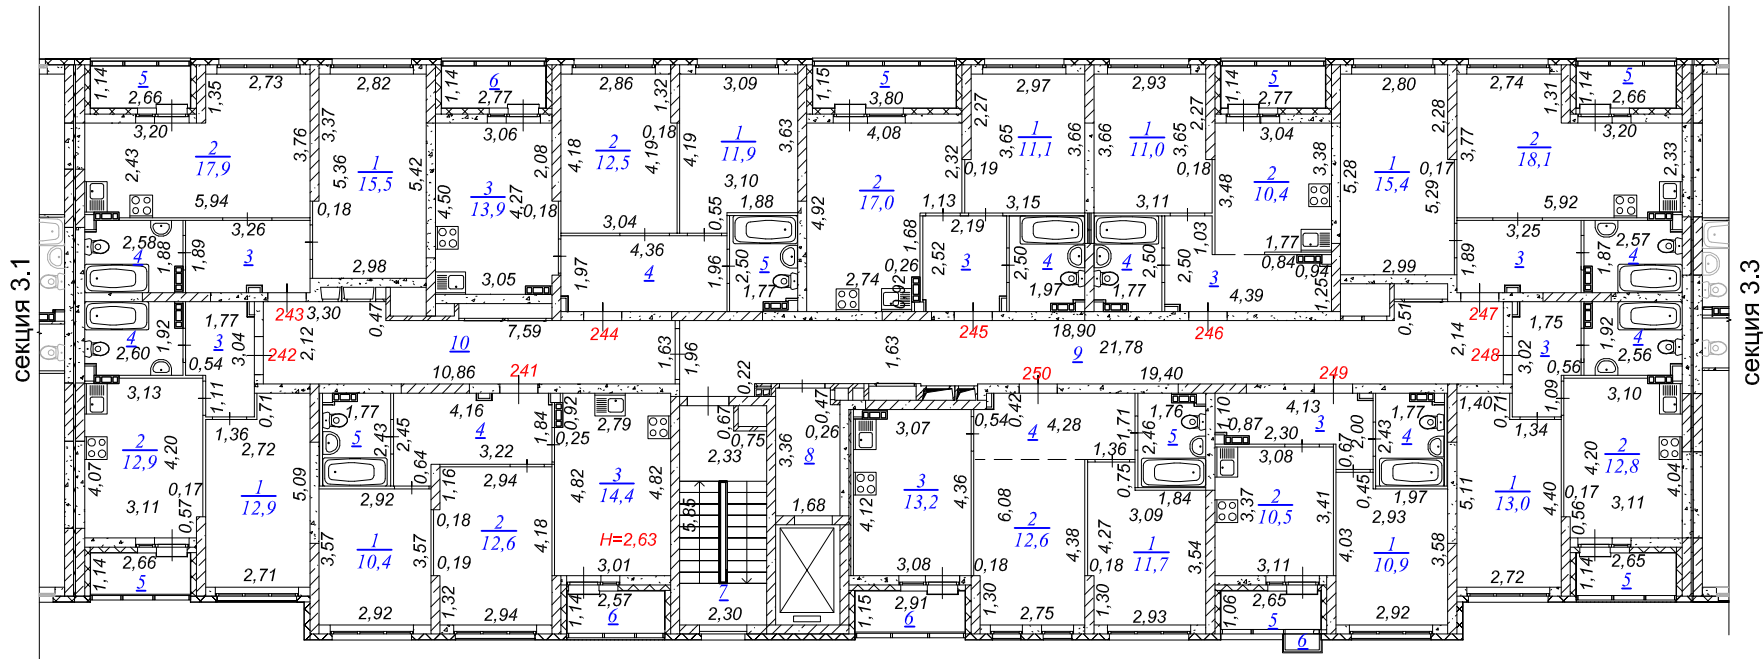 секция 3.1
секция 3.3
1,14 5 2,66 1,35 2,73 2,82 1,14 6 2,77 2,86 1,32 3,09 1,15 5 3,80 2,97 2,93 1,14 5 2,77 2,80 2,74 1,31 1,14 5 2,66
3,20 3,76 3,37 3,06 0,18 3,63 4,08 2,27 3,65 3,66 3,66 3,65 2,27 3,04 3,38 2,28 3,77 3,20
2,43 2 17,9 5,36 1 15,5 5,42 2,08 4,18 2 12,5 4,19 4,19 1 11,9 2,32 0,19 1 11,1 1 11,0 0,18 5,28 1 15,4 0,17 5,29 2 18,1 2,33
5,94 0,18 4,50 3 13,9 4,27 0,18 3,10 1,88 0,55 4,92 2 17,0 1,13 3,15 3,11 3,48 2 10,4 5,92
3,04 2,19 1,03
2,58 4 1,88 1,89 3,26 3 2,98 3,05 1,97 4,36 4 1,96 2,50 5 1,77 2,74 0,26 0,92 1,68 2,52 3 2,50 4 1,97 4 1,77 2,50 2,50 3 4,39 1,77 0,84 0,94 1,25 2,99 1,89 3,25 3 1,87 2,57 4
243 3,30 0,47 7,59 244 245 18,90 246 0,51 247
4 2,60 1,92 1,77 3 0,54 3,04 242 2,12 10 10,86 241 1,63 1,96 0,22 1,63 9 21,78 250 19,40 249 2,14 248 3,02 1,75 3 0,56 1,92 4 2,56
3,13 1,11 1,36 0,71 1,77 5 2,43 2,45 4,16 4 3,22 1,84 0,92 0,25 2,79 0,67 0,75 2,33 0,47 0,26 3,36 8 1,68 3,07 0,54 0,42 4 4,28 1,36 1,71 1,76 2,46 5 1,10 0,87 4,13 2,30 3 0,67 2,00 1,77 2,43 4 1,40 0,71 1,34 1,09 3,10
4,07 2 12,9 4,20 2,72 5,09 0,64 1,16 2,94 4,82 3 14,4 4,82 5,85 3 13,2 4,36 4,12 6,08 0,75 1,84 3,08 0,45 1,97 5,11 4,20 2 12,8 4,04
3,11 0,17 0,57 1 12,9 2,92 0,18 2 12,6 4,18 H=2,63 2 12,6 4,38 4,27 3,09 3,37 2 10,5 3,41 2,93 1 13,0 4,40 0,17 0,56 3,11
3,57 1 10,4 3,57 0,19 3,01 3,08 0,18 0,18 1 11,7 3,54 3,11 4,03 1 10,9 3,58
1,14 2,66 5 2,71 2,92 1,32 2,94 1,14 2,57 6 7 2,30 1,15 2,91 6 1,30 2,75 1,30 2,93 1,06 2,65 5 6 2,92 2,72 1,14 2,65 5